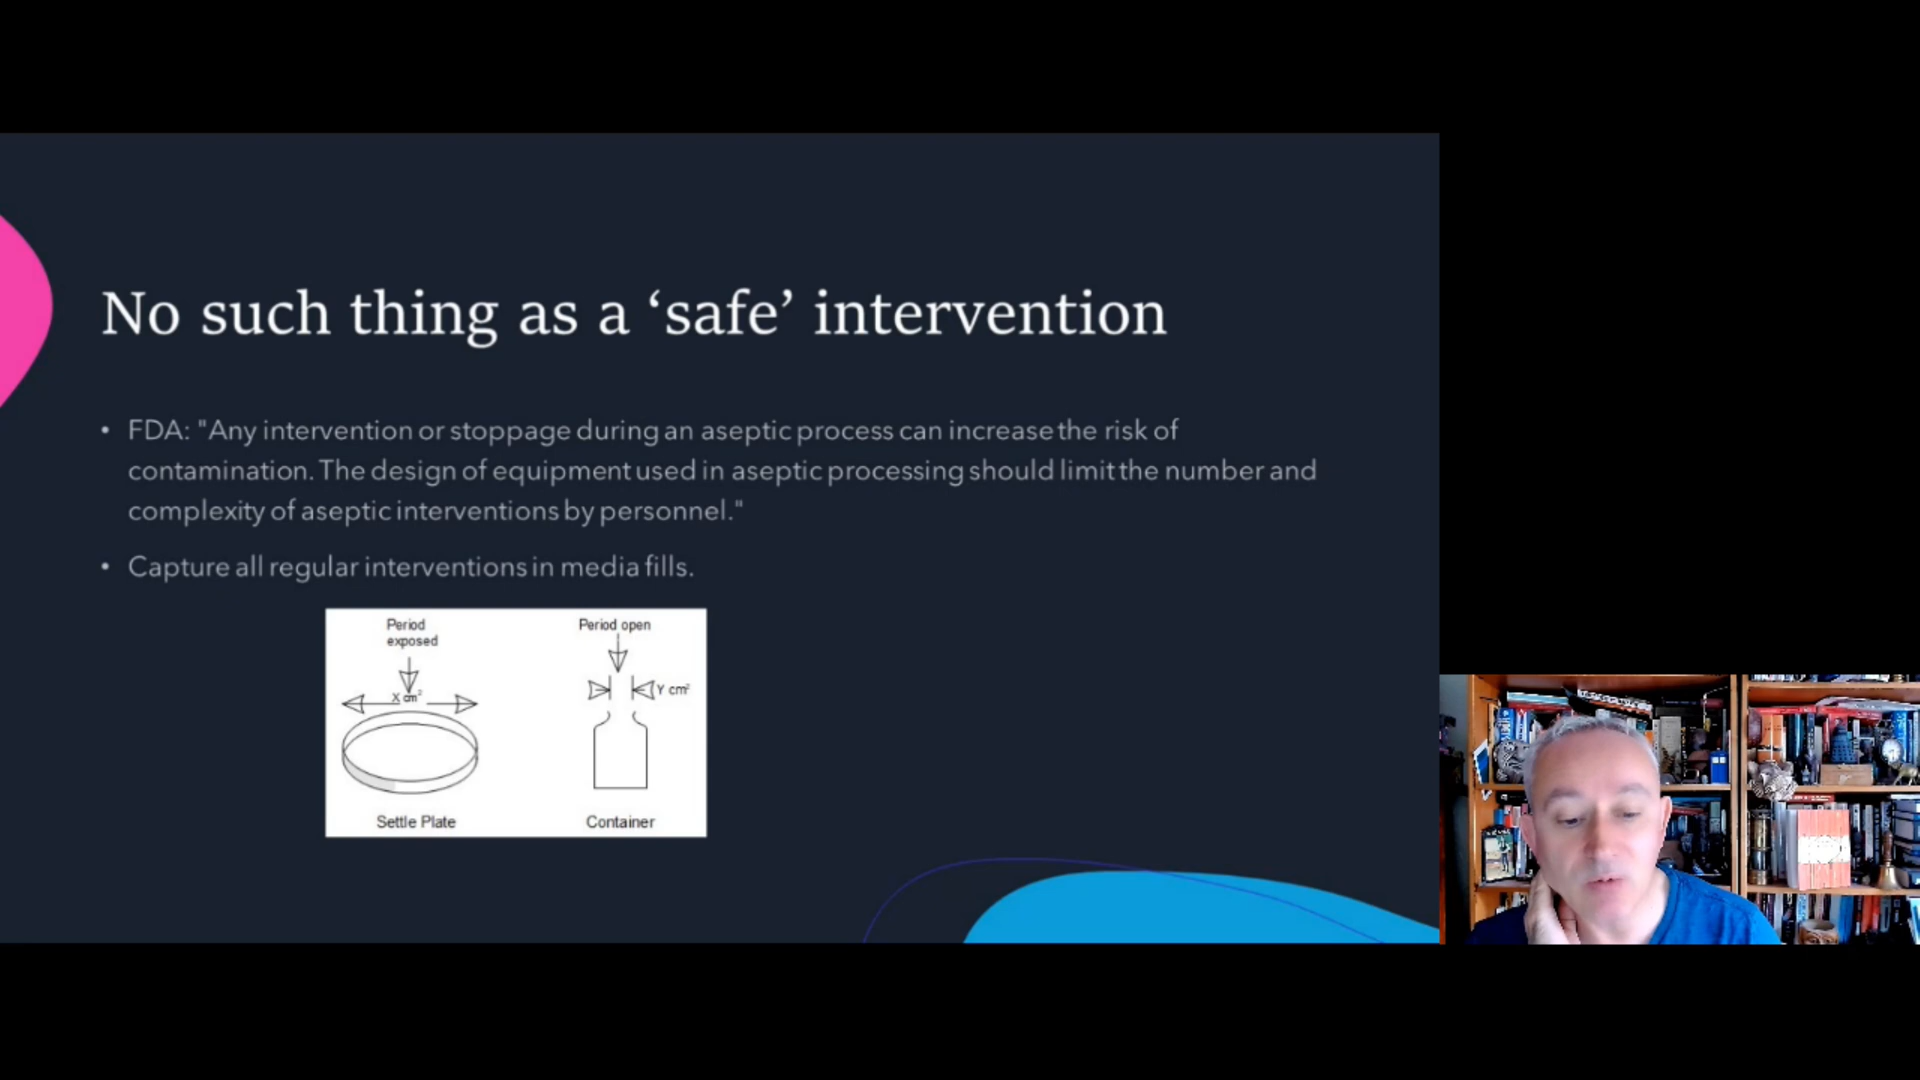 No such thing as a ‘safe’ intervention
• FDA: "Any intervention or stoppage during an aseptic process can increase the risk of
contamination. The design of equipment used in aseptic processing should limit the number and
complexity of aseptic interventions by personnel."
• Capture all regular interventions in media fills.
Period
exposed
X cm²
Settle Plate
Period open
Y cm²
Container